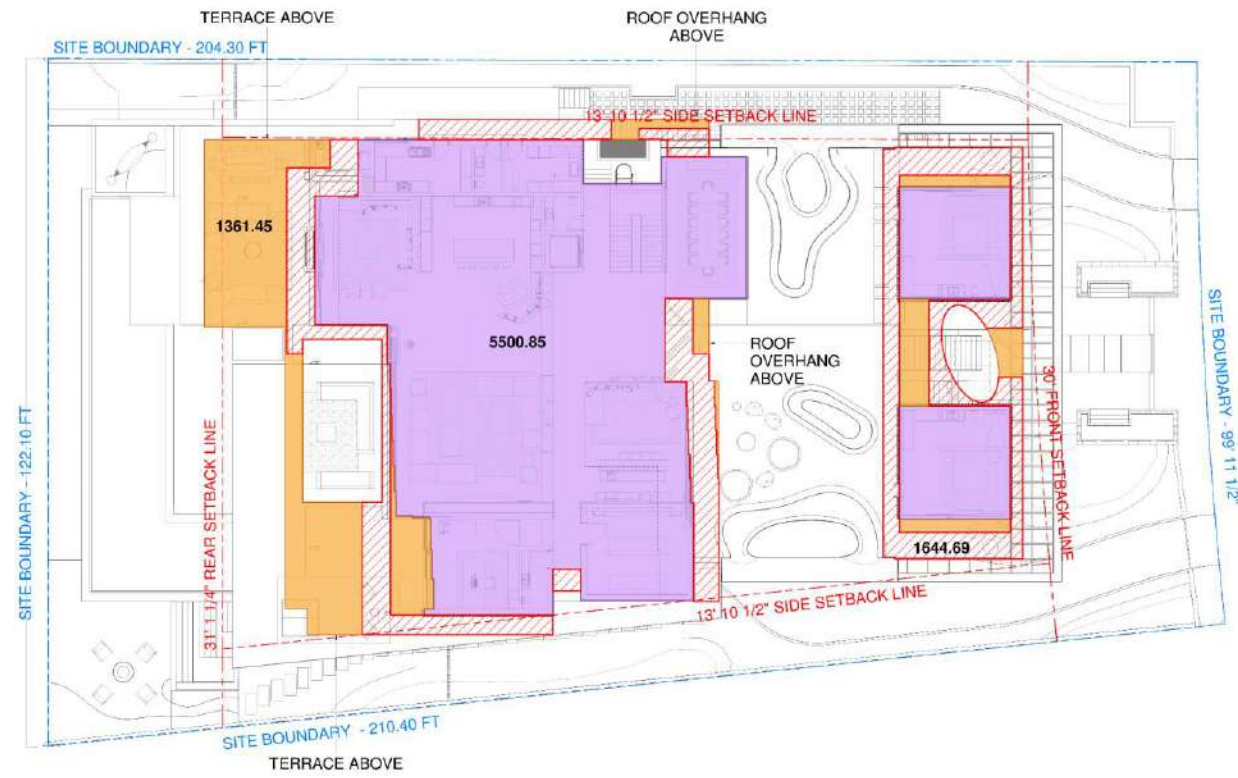 TERRACE ABOVE
ROOF OVERHANG
ABOVE
SITE BOUNDARY - 204.30 FT
13' 10 1/2" SIDE SETBACK LINE
1361.45
5500.85
ROOF
OVERHANG
ABOVE
SITE BOUNDARY - 99' 11 1/2"
30' FRONT SETBACK LINE
SITE BOUNDARY - 122.10 FT
31' 1 1/4" REAR SETBACK LINE
1644.69
13' 10 1/2" SIDE SETBACK LINE
SITE BOUNDARY - 210.40 FT
TERRACE ABOVE